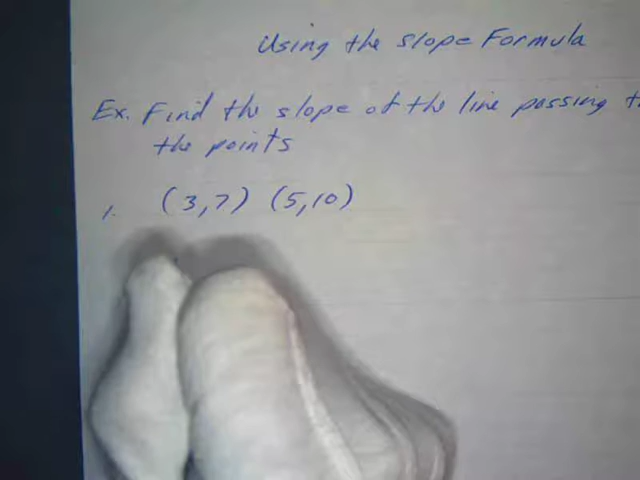 Using the slope Formula
Ex. Find the slope of the line passing
the points
1. (3,7) (5,10)